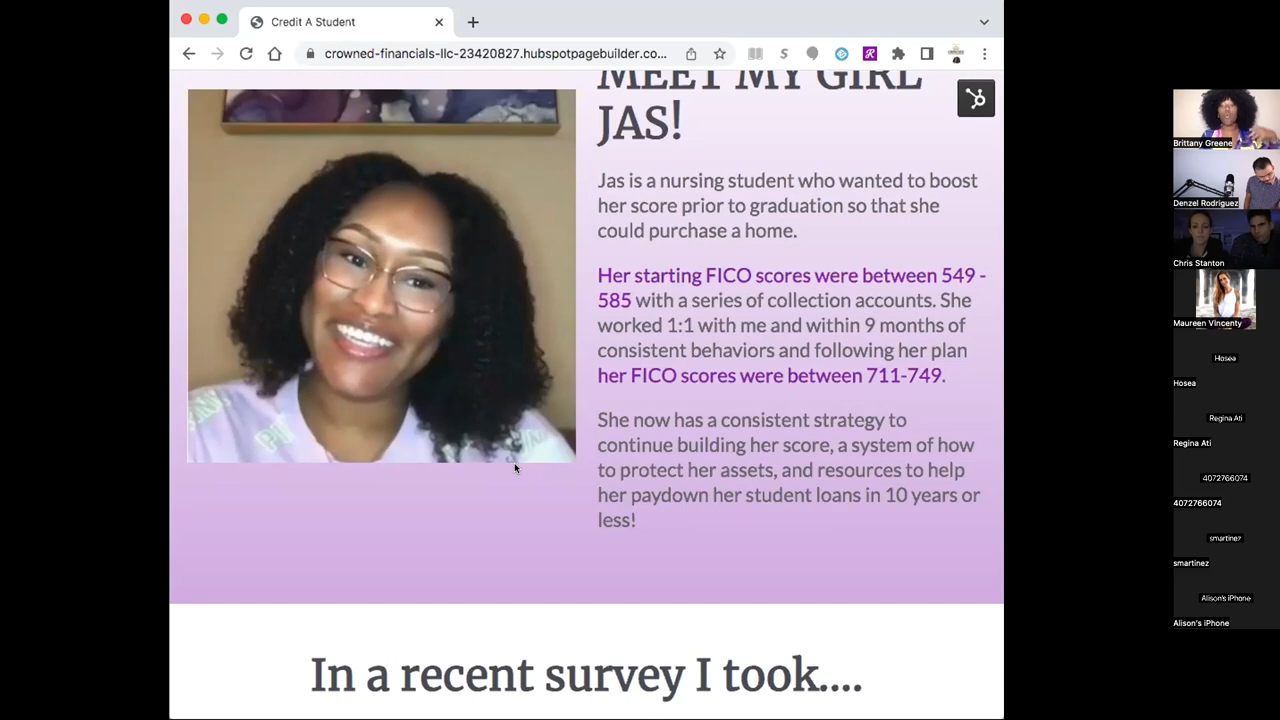 Credit A Student
crowned-financials-llc-23420827.hubspotpagebuilder.co...
MEET MY GIRL
JAS!
Jas is a nursing student who wanted to boost
her score prior to graduation so that she
could purchase a home.
Her starting FICO scores were between 549 -
585 with a series of collection accounts. She
worked 1:1 with me and within 9 months of
consistent behaviors and following her plan
her FICO scores were between 711-749.
She now has a consistent strategy to
continue building her score, a system of how
to protect her assets, and resources to help
her paydown her student loans in 10 years or
less!
In a recent survey I took....
Brittany Greene
Denzel Rodriguez
Chris Stanton
Maureen Vincenty
Hosea
Hosea
Regina Ati
Regina Ati
4072766074
4072766074
smartinez
smartinez
Alison's iPhone
Alison's iPhone